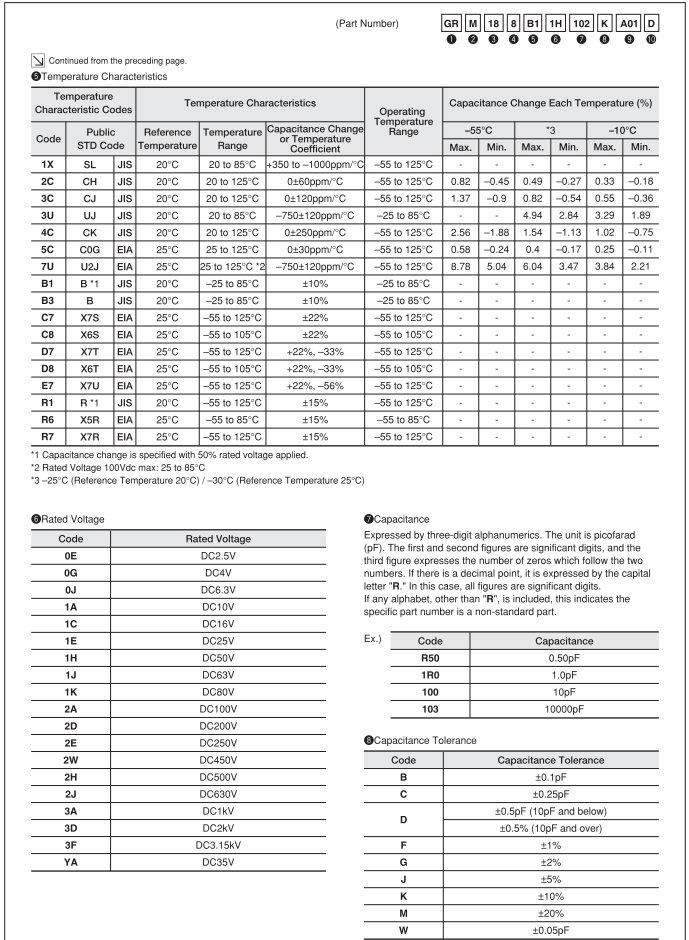 (Part Number) GR M 18 8 B1 1H 102 K A01 D
❶ ❷ ❸ ❹ ❺ ❻ ❼ ❽ ❾ ❿
Continued from the preceding page.
❺Temperature Characteristics
Temperature Characteristic Codes | Temperature Characteristics | Operating Temperature Range | Capacitance Change Each Temperature (%)
Code | Public STD Code | Reference Temperature | Temperature Range | Capacitance Change or Temperature Coefficient | –55°C | *3 | –10°C
Max. | Min. | Max. | Min. | Max. | Min.
1X | SL | JIS | 20°C | 20 to 85°C | +350 to –1000ppm/°C | –55 to 125°C | - | - | - | - | - | -
2C | CH | JIS | 20°C | 20 to 125°C | 0±60ppm/°C | –55 to 125°C | 0.82 | –0.45 | 0.49 | –0.27 | 0.33 | –0.18
3C | CJ | JIS | 20°C | 20 to 125°C | 0±120ppm/°C | –55 to 125°C | 1.37 | –0.9 | 0.82 | –0.54 | 0.55 | –0.36
3U | UJ | JIS | 20°C | 20 to 85°C | –750±120ppm/°C | –25 to 85°C | - | - | 4.94 | 2.84 | 3.29 | 1.89
4C | CK | JIS | 20°C | 20 to 125°C | 0±250ppm/°C | –55 to 125°C | 2.56 | –1.88 | 1.54 | –1.13 | 1.02 | –0.75
5C | C0G | EIA | 25°C | 25 to 125°C | 0±30ppm/°C | –55 to 125°C | 0.58 | –0.24 | 0.4 | –0.17 | 0.25 | –0.11
7U | U2J | EIA | 25°C | 25 to 125°C *2 | –750±120ppm/°C | –55 to 125°C | 8.78 | 5.04 | 6.04 | 3.47 | 3.84 | 2.21
B1 | B *1 | JIS | 20°C | –25 to 85°C | ±10% | –25 to 85°C | - | - | - | - | - | -
B3 | B | JIS | 20°C | –25 to 85°C | ±10% | –25 to 85°C | - | - | - | - | - | -
C7 | X7S | EIA | 25°C | –55 to 125°C | ±22% | –55 to 125°C | - | - | - | - | - | -
C8 | X6S | EIA | 25°C | –55 to 105°C | ±22% | –55 to 105°C | - | - | - | - | - | -
D7 | X7T | EIA | 25°C | –55 to 125°C | +22%, –33% | –55 to 125°C | - | - | - | - | - | -
D8 | X6T | EIA | 25°C | –55 to 105°C | +22%, –33% | –55 to 105°C | - | - | - | - | - | -
E7 | X7U | EIA | 25°C | –55 to 125°C | +22%, –56% | –55 to 125°C | - | - | - | - | - | -
R1 | R *1 | JIS | 20°C | –55 to 125°C | ±15% | –55 to 125°C | - | - | - | - | - | -
R6 | X5R | EIA | 25°C | –55 to 85°C | ±15% | –55 to 85°C | - | - | - | - | - | -
R7 | X7R | EIA | 25°C | –55 to 125°C | ±15% | –55 to 125°C | - | - | - | - | - | -
*1 Capacitance change is specified with 50% rated voltage applied.
*2 Rated Voltage 100Vdc max: 25 to 85°C
*3 –25°C (Reference Temperature 20°C) / –30°C (Reference Temperature 25°C)
❻Rated Voltage
Code | Rated Voltage
0E | DC2.5V
0G | DC4V
0J | DC6.3V
1A | DC10V
1C | DC16V
1E | DC25V
1H | DC50V
1J | DC63V
1K | DC80V
2A | DC100V
2D | DC200V
2E | DC250V
2W | DC450V
2H | DC500V
2J | DC630V
3A | DC1kV
3D | DC2kV
3F | DC3.15kV
YA | DC35V
❼Capacitance
Expressed by three-digit alphanumerics. The unit is picofarad
(pF). The first and second figures are significant digits, and the
third figure expresses the number of zeros which follow the two
numbers. If there is a decimal point, it is expressed by the capital
letter "R." In this case, all figures are significant digits.
If any alphabet, other than "R", is included, this indicates the
specific part number is a non-standard part.
Ex.)
Code | Capacitance
R50 | 0.50pF
1R0 | 1.0pF
100 | 10pF
103 | 10000pF
❽Capacitance Tolerance
Code | Capacitance Tolerance
B | ±0.1pF
C | ±0.25pF
D | ±0.5pF (10pF and below)
±0.5% (10pF and over)
F | ±1%
G | ±2%
J | ±5%
K | ±10%
M | ±20%
W | ±0.05pF